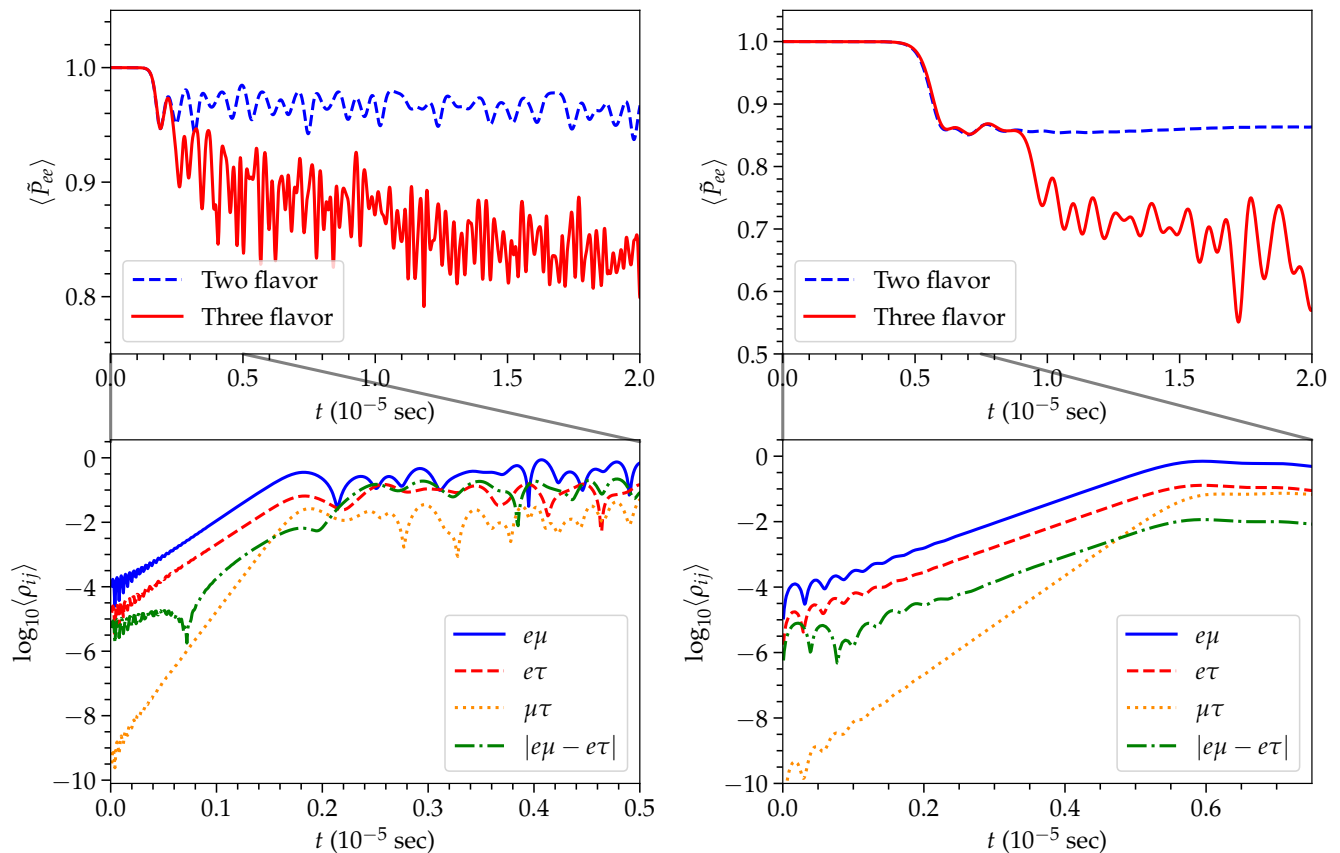 1.0
0.9
0.8
⟨P̃ee⟩
Two flavor
Three flavor
0.0 0.5 1.0 1.5 2.0
t (10⁻⁵ sec)
1.0
0.9
0.8
0.7
0.6
0.5
⟨P̃ee⟩
Two flavor
Three flavor
0.0 0.5 1.0 1.5 2.0
t (10⁻⁵ sec)
0
−2
−4
−6
−8
−10
log₁₀⟨ρij⟩
eμ
eτ
μτ
|eμ − eτ|
0.0 0.1 0.2 0.3 0.4 0.5
t (10⁻⁵ sec)
0
−2
−4
−6
−8
−10
log₁₀⟨ρij⟩
eμ
eτ
μτ
|eμ − eτ|
0.0 0.2 0.4 0.6
t (10⁻⁵ sec)